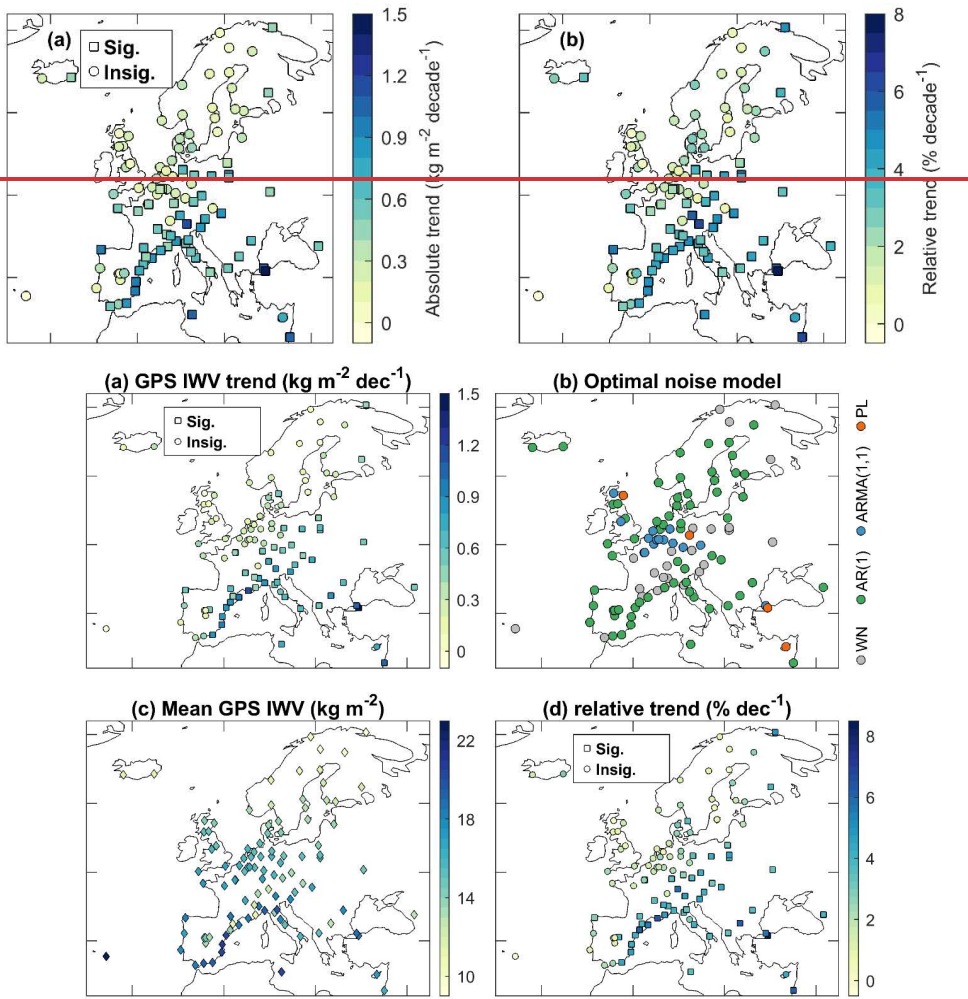 (a)
Sig.
Insig.
1.5
1.2
0.9
0.6
0.3
0
Absolute trend (kg m-2 decade-1)
(b)
8
6
4
2
0
Relative trend (% decade-1)
(a) GPS IWV trend (kg m-2 dec-1)
Sig.
Insig.
1.5
1.2
0.9
0.6
0.3
0
(b) Optimal noise model
PL
ARMA(1,1)
AR(1)
WN
(c) Mean GPS IWV (kg m-2)
22
18
14
10
(d) relative trend (% dec-1)
Sig.
Insig.
8
6
4
2
0